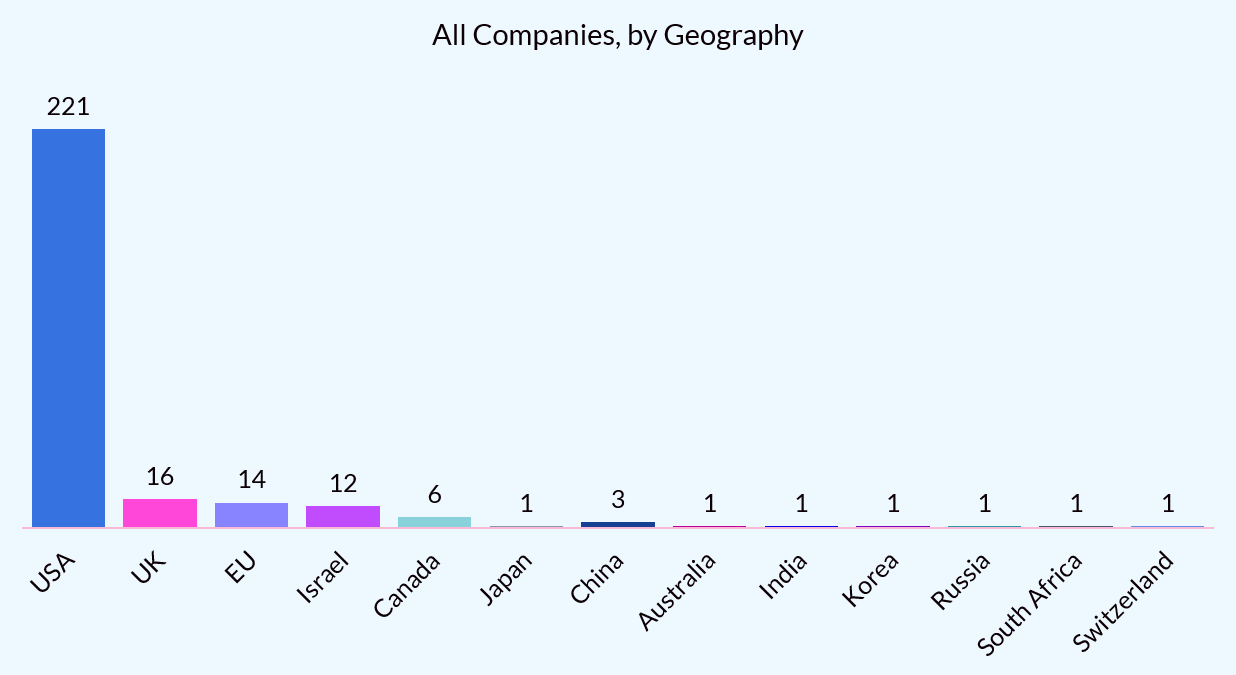 All Companies, by Geography
221
16
14
12
6
1
3
1
1
1
1
1
1
USA
UK
EU
Israel
Canada
Japan
China
Australia
India
Korea
Russia
South Africa
Switzerland